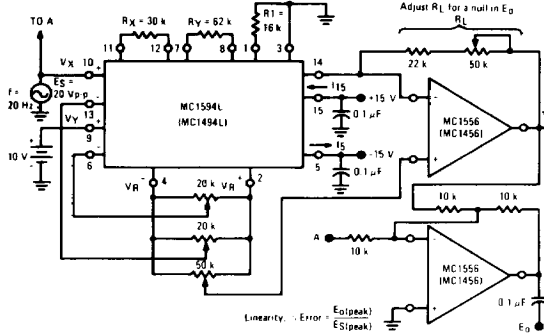 Adjust RL for a null in Eo
RL
TO A
RX = 30 k
RY = 62 k
R1 =
16 k
11
12
7
8
1
3
14
22 k
50 k
VX
10
+
ES =
20 Vp-p
f =
20 Hz
-
13
VY
+
9
10 V
-
6
MC1594L
(MC1494L)
I15
15
+15 V
0.1 µF
I5
5
-15 V
0.1 µF
MC1556
(MC1456)
-
+
VR
-
4
20 k
VR
+
2
20 k
50 k
10 k
10 k
A
10 k
-
+
MC1556
(MC1456)
0.1 µF
Eo
Linearity, Error = Eo(peak)
ES(peak)